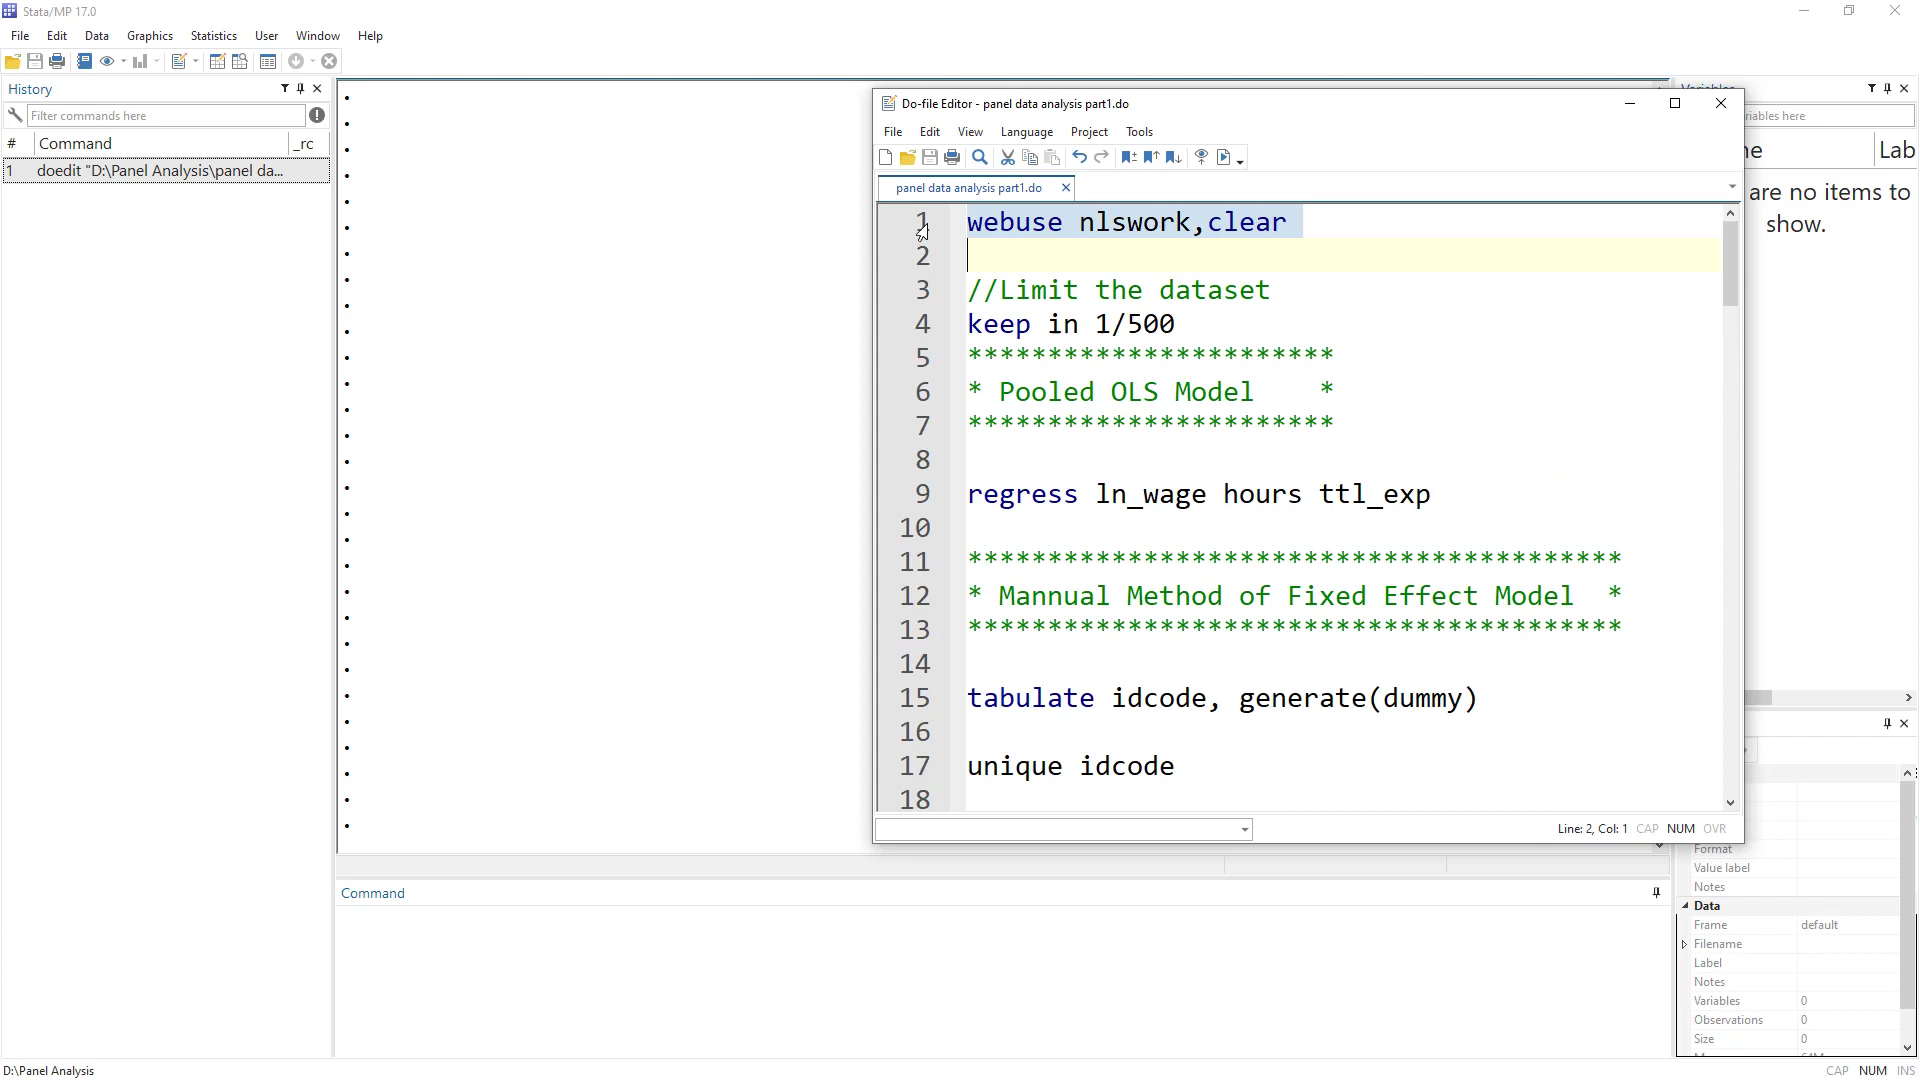 Stata/MP 17.0
File Edit Data Graphics Statistics User Window Help
History
Filter commands here
# Command _rc
1 doedit "D:\Panel Analysis\panel da...
Do-file Editor - panel data analysis part1.do
File Edit View Language Project Tools
panel data analysis part1.do
1 webuse nlswork,clear
2
3 //Limit the dataset
4 keep in 1/500
5 ***********************
6 * Pooled OLS Model *
7 ***********************
8
9 regress ln_wage hours ttl_exp
10
11 *****************************************
12 * Mannual Method of Fixed Effect Model *
13 *****************************************
14
15 tabulate idcode, generate(dummy)
16
17 unique idcode
18
Line: 2, Col: 1 CAP NUM OVR
riables here
Lab
are no items to
show.
Format
Value label
Notes
Data
Frame default
Filename
Label
Notes
Variables 0
Observations 0
Size 0
Command
D:\Panel Analysis
CAP NUM INS